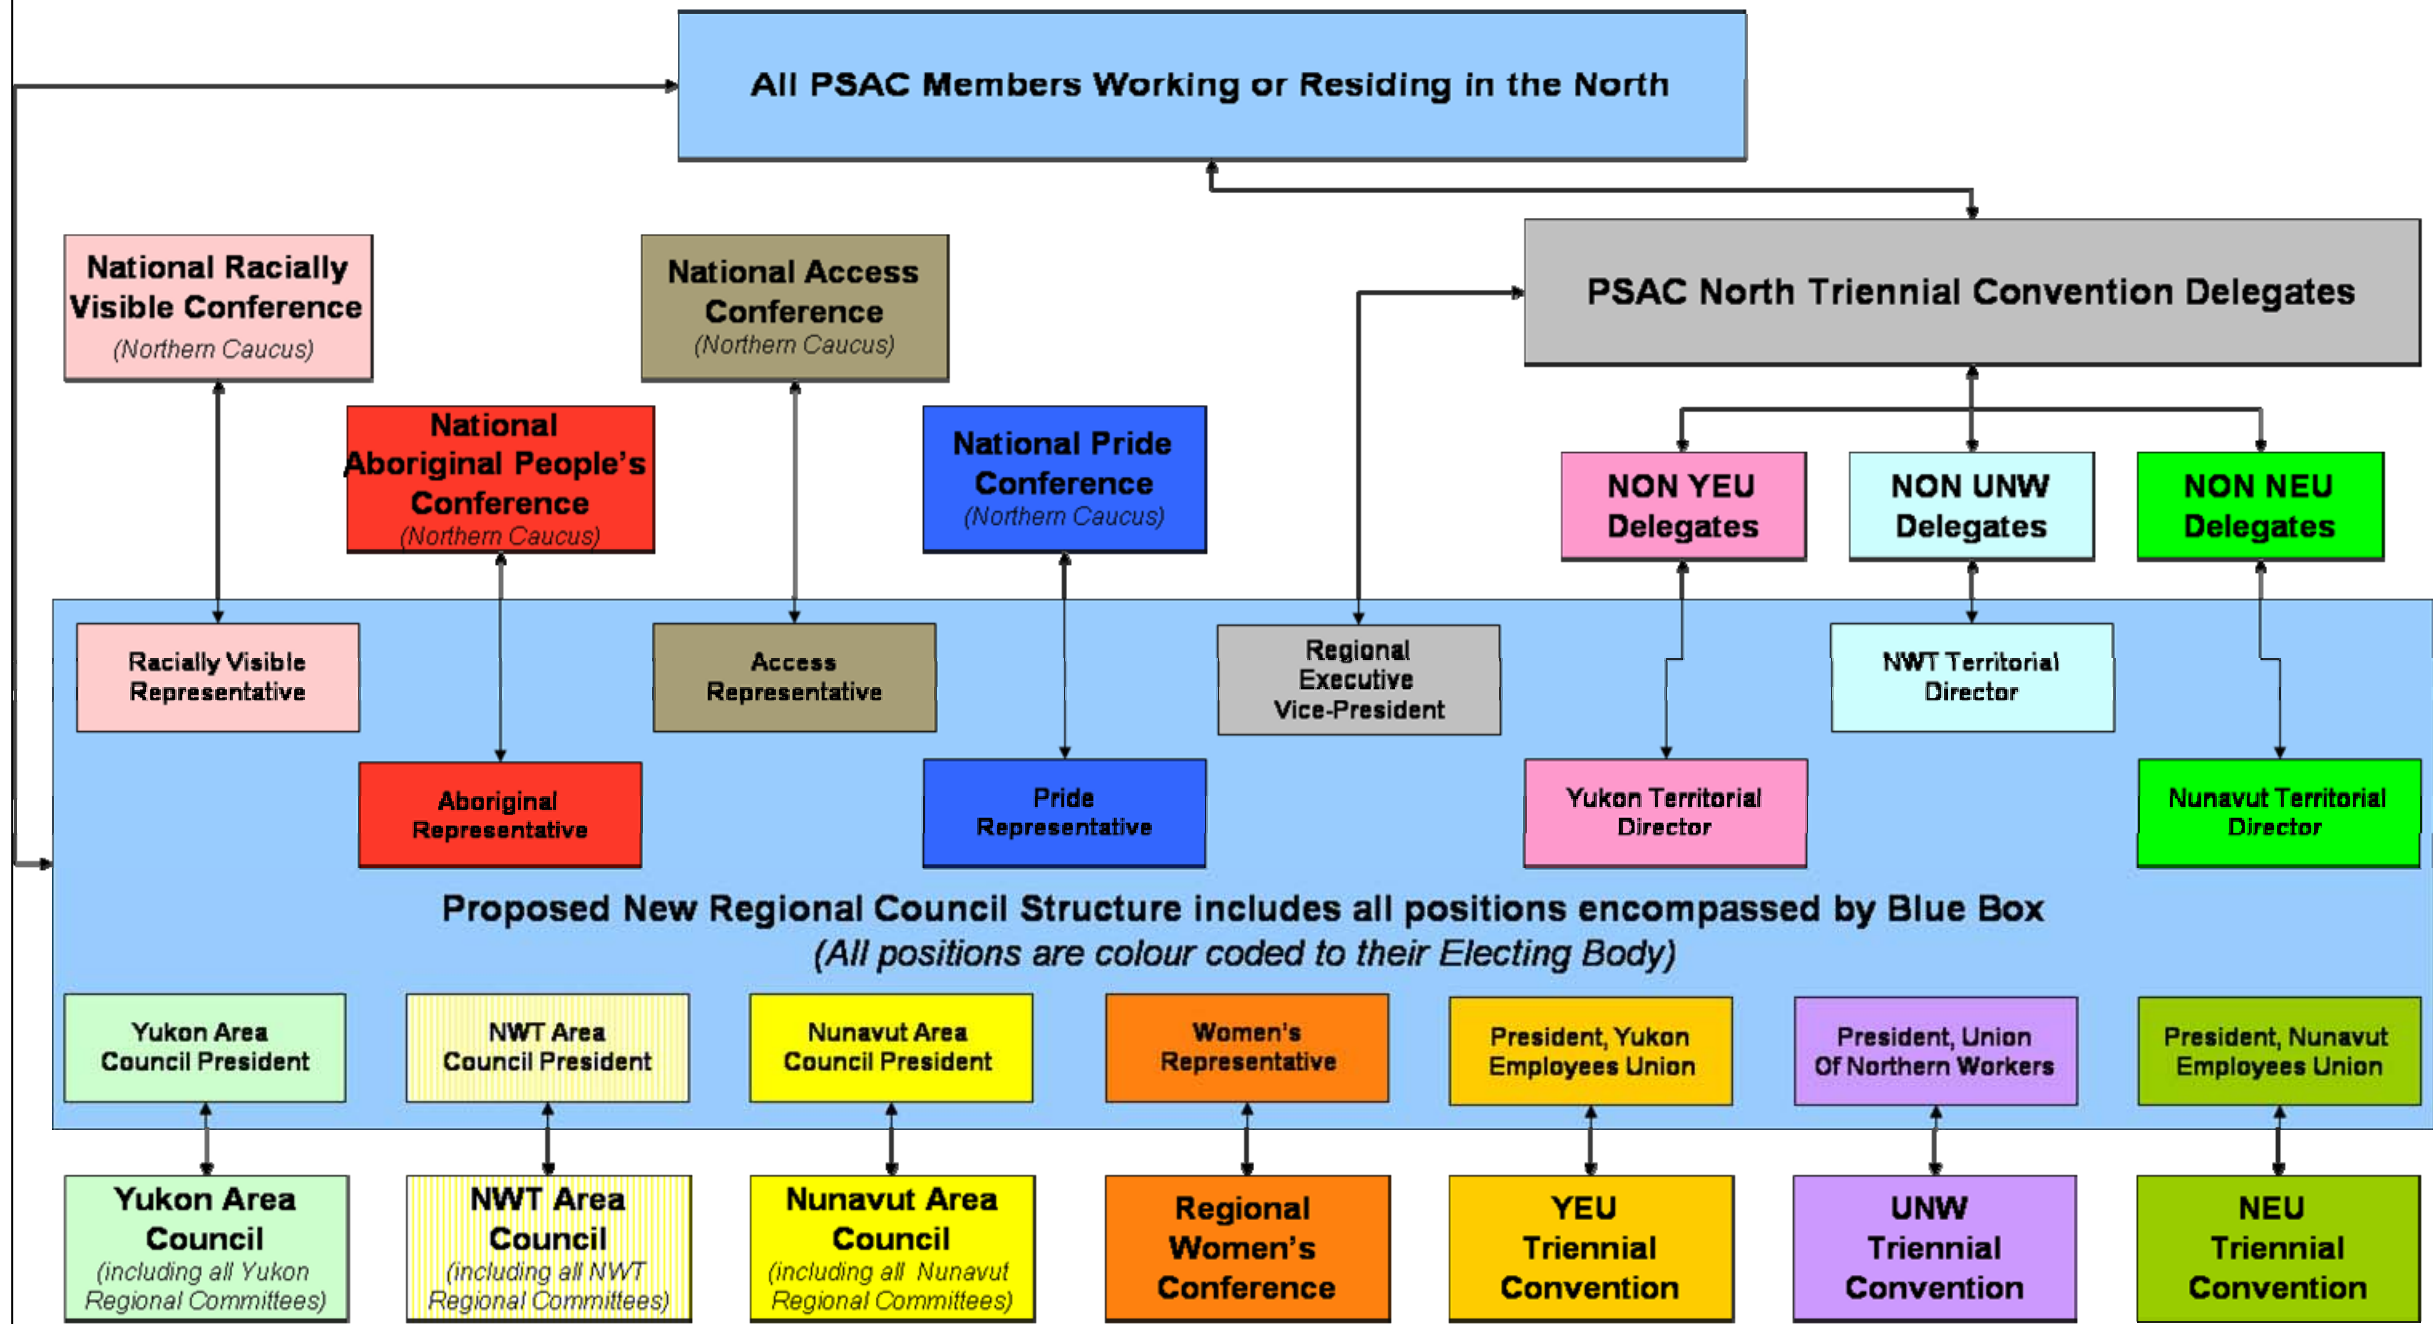 All PSAC Members Working or Residing in the North
National Racially
Visible Conference
(Northern Caucus)
National Access
Conference
(Northern Caucus)
PSAC North Triennial Convention Delegates
National
Aboriginal People's
Conference
(Northern Caucus)
National Pride
Conference
(Northern Caucus)
NON YEU
Delegates
NON UNW
Delegates
NON NEU
Delegates
Racially Visible
Representative
Access
Representative
Regional
Executive
Vice-President
NWT Territorial
Director
Aboriginal
Representative
Pride
Representative
Yukon Territorial
Director
Nunavut Territorial
Director
Proposed New Regional Council Structure includes all positions encompassed by Blue Box
(All positions are colour coded to their Electing Body)
Yukon Area
Council President
NWT Area
Council President
Nunavut Area
Council President
Women's
Representative
President, Yukon
Employees Union
President, Union
Of Northern Workers
President, Nunavut
Employees Union
Yukon Area
Council
(including all Yukon
Regional Committees)
NWT Area
Council
(including all NWT
Regional Committees)
Nunavut Area
Council
(including all Nunavut
Regional Committees)
Regional
Women's
Conference
YEU
Triennial
Convention
UNW
Triennial
Convention
NEU
Triennial
Convention